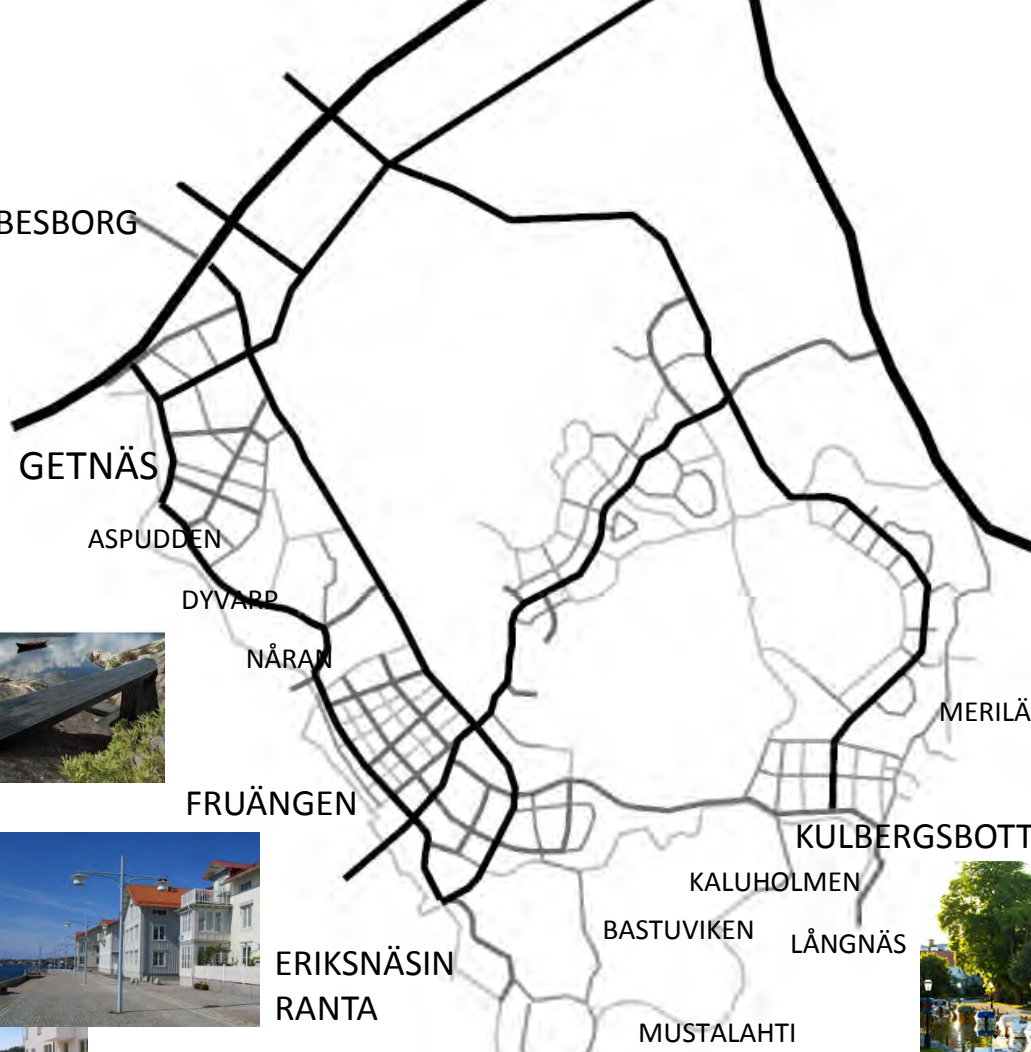 BESBORG
GETNÄS
ASPUDDEN
DYVARP
NÅRAN
MERILÄ
FRUÄNGEN
KULBERGSBOTT
KALUHOLMEN
BASTUVIKEN
LÅNGNÄS
ERIKSNÄSIN
RANTA
MUSTALAHTI